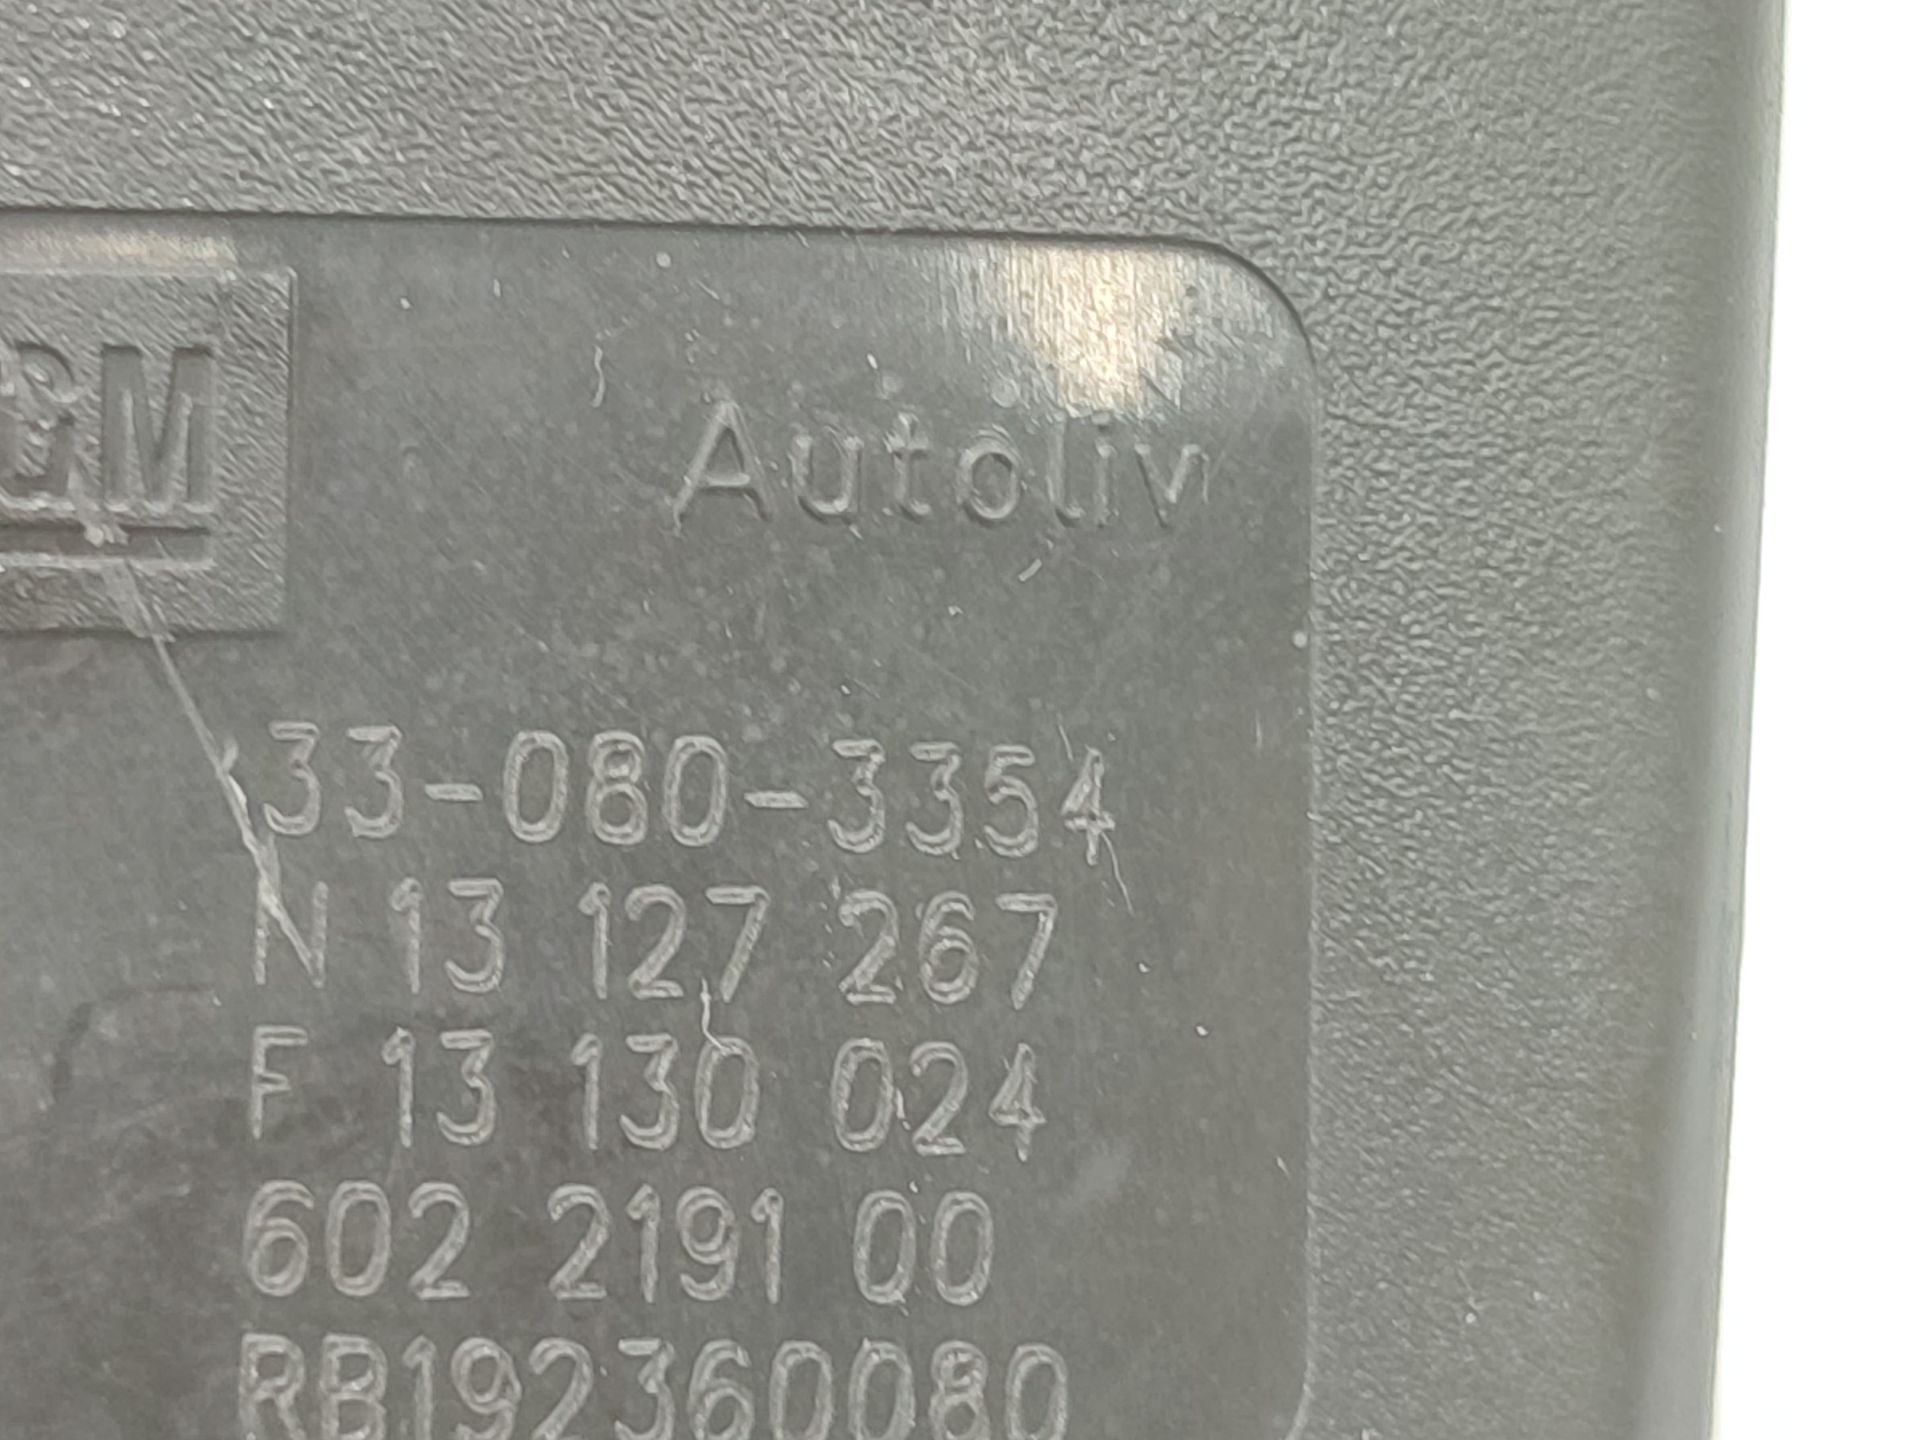 GM
Autoliv
33-080-3354
N 13 127 267
F 13 130 024
602 2191 00
RB192360080